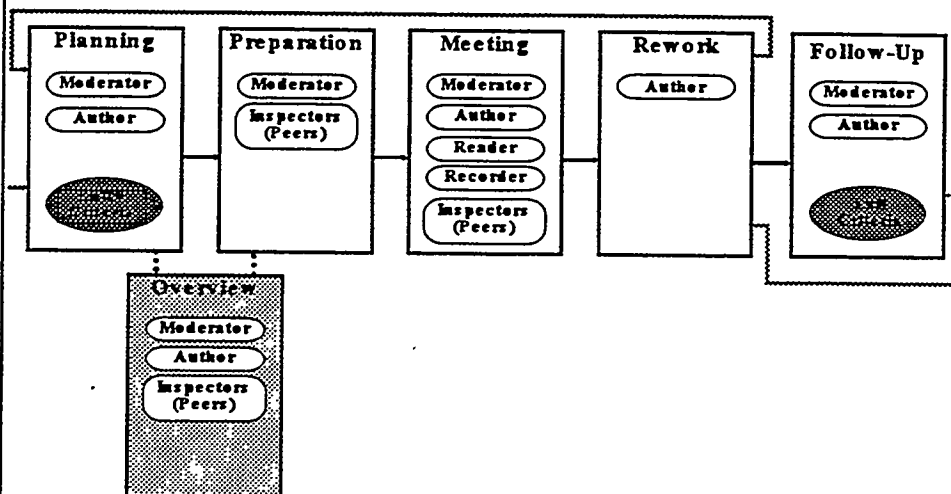 Planning
Moderator
Author
Preparation
Moderator
Inspectors
(Peers)
Meeting
Moderator
Author
Reader
Recorder
Inspectors
(Peers)
Rework
Author
Follow-Up
Moderator
Author
Overview
Moderator
Author
Inspectors
(Peers)